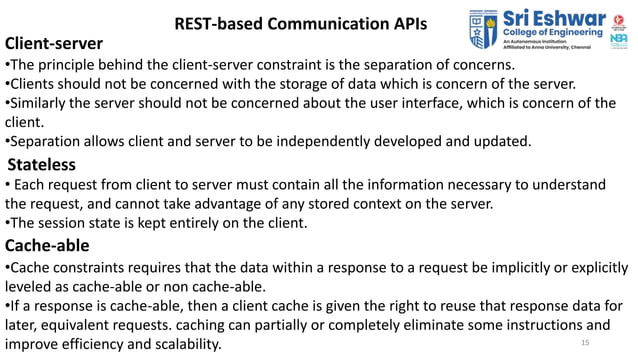 REST-based Communication APIs
Sri Eshwar
College of Engineering
An Autonomous Institution
Affiliated to Anna University, Chennai
NBA
Client-server
•The principle behind the client-server constraint is the separation of concerns.
•Clients should not be concerned with the storage of data which is concern of the server.
•Similarly the server should not be concerned about the user interface, which is concern of the
client.
•Separation allows client and server to be independently developed and updated.
Stateless
• Each request from client to server must contain all the information necessary to understand
the request, and cannot take advantage of any stored context on the server.
•The session state is kept entirely on the client.
Cache-able
•Cache constraints requires that the data within a response to a request be implicitly or explicitly
leveled as cache-able or non cache-able.
•If a response is cache-able, then a client cache is given the right to reuse that response data for
later, equivalent requests. caching can partially or completely eliminate some instructions and
improve efficiency and scalability.
15